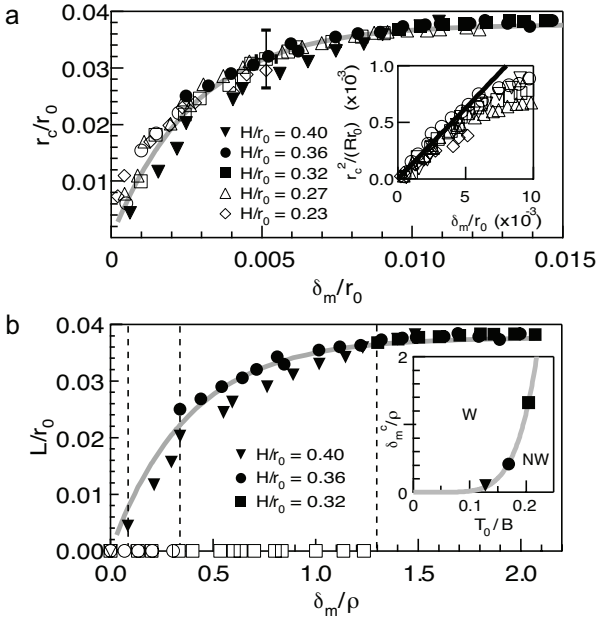 a
0.04
0.03
0.02
0.01
r_c/r_0
H/r_0 = 0.40
H/r_0 = 0.36
H/r_0 = 0.32
H/r_0 = 0.27
H/r_0 = 0.23
0
0.005
0.010
0.015
δ_m/r_0
1.0
0.5
0.0
r_c^2/(Rr_0) (x10^-3)
0
5
10
δ_m/r_0 (x10^-3)
b
0.04
0.03
0.02
0.01
0.00
L/r_0
H/r_0 = 0.40
H/r_0 = 0.36
H/r_0 = 0.32
0.0
0.5
1.0
1.5
2.0
δ_m/ρ
2
0
δ_m^c/ρ
W
NW
0
0.1
0.2
T_0/B